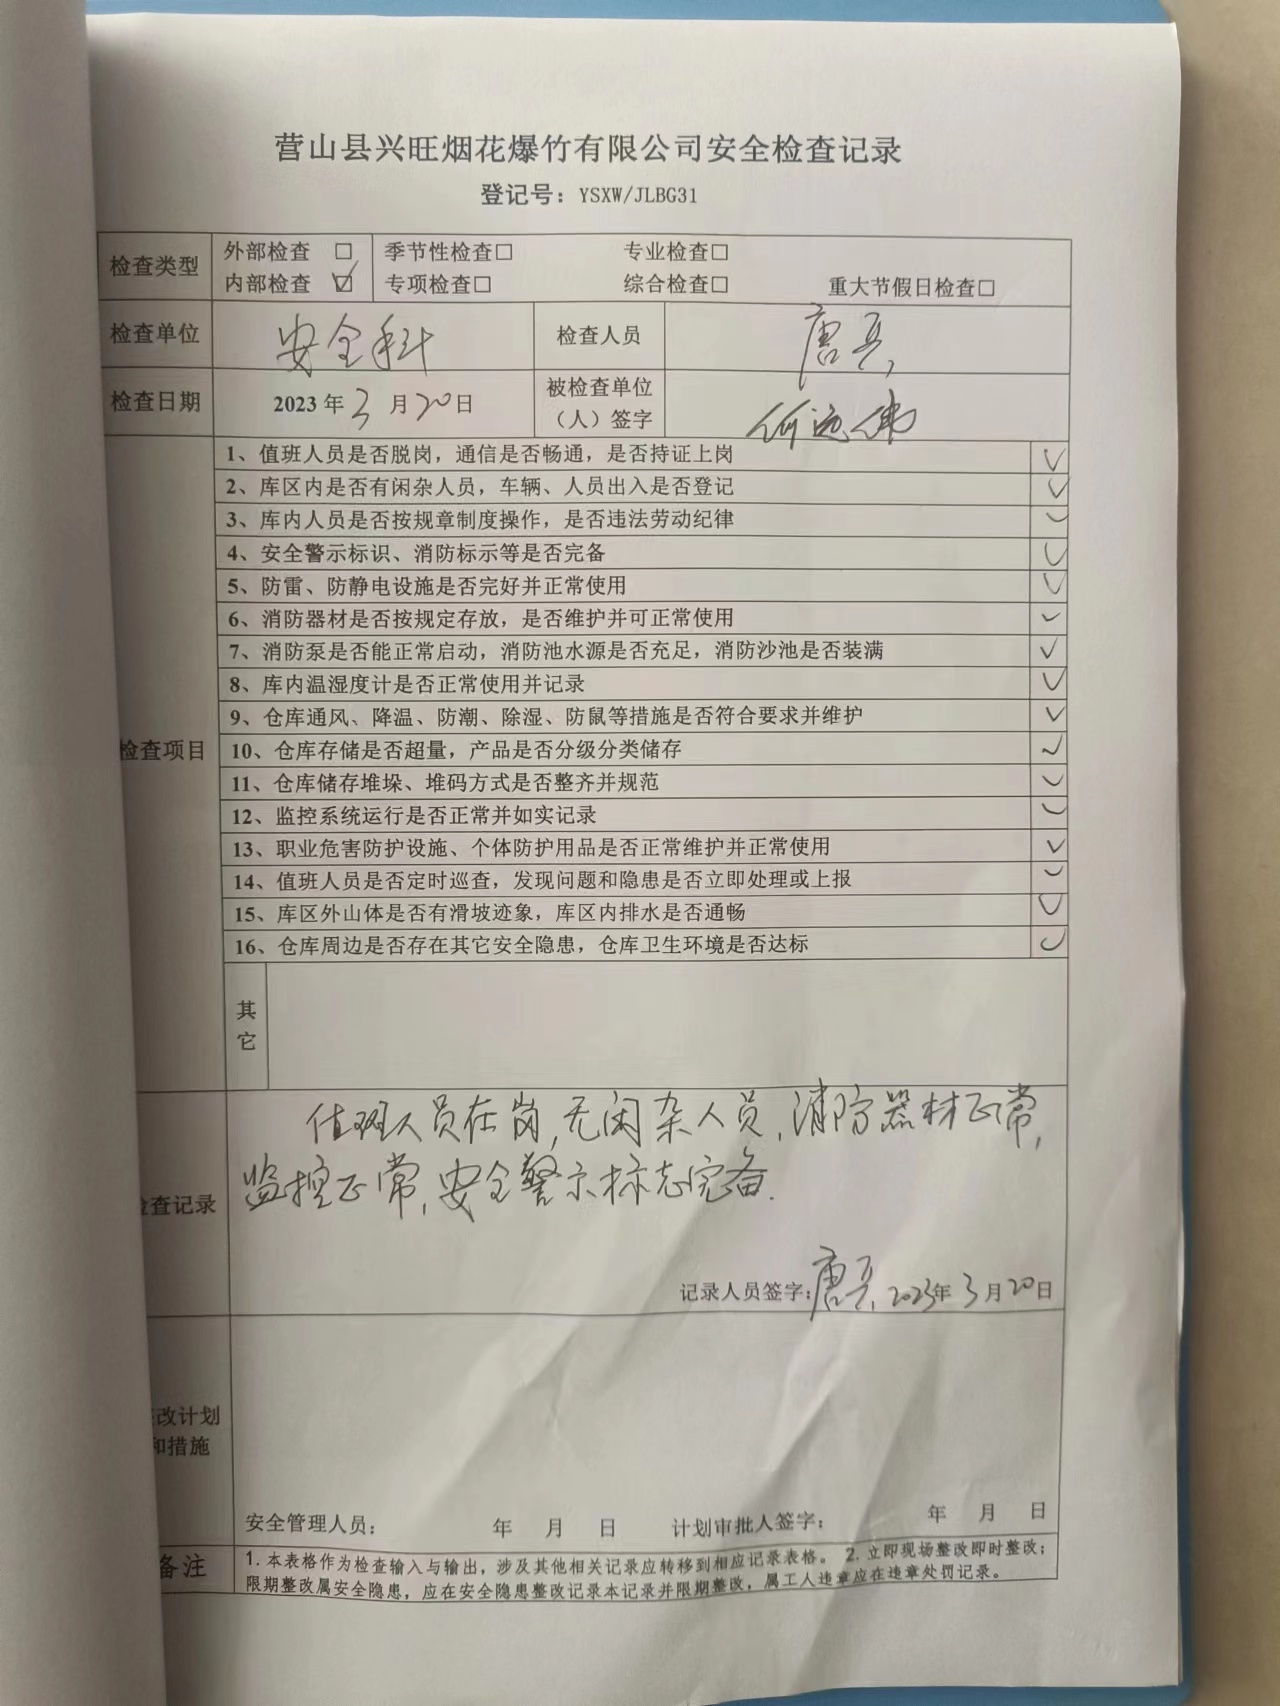 营山县兴旺烟花爆竹有限公司安全检查记录
登记号：YSXW/JLBG31
检查类型
外部检查 □ 季节性检查□ 专业检查□
内部检查 ☑ 专项检查□ 综合检查□ 重大节假日检查□
检查单位 安全科 检查人员 唐兵
检查日期 2023年3月20日 被检查单位（人）签字 何远伟
检查项目
1、值班人员是否脱岗，通信是否畅通，是否持证上岗 ✓
2、库区内是否有闲杂人员，车辆、人员出入是否登记 ✓
3、库内人员是否按规章制度操作，是否违法劳动纪律 ✓
4、安全警示标识、消防标示等是否完备 ✓
5、防雷、防静电设施是否完好并正常使用 ✓
6、消防器材是否按规定存放，是否维护并可正常使用 ✓
7、消防泵是否能正常启动，消防池水源是否充足，消防沙池是否装满 ✓
8、库内温湿度计是否正常使用并记录 ✓
9、仓库通风、降温、防潮、除湿、防鼠等措施是否符合要求并维护 ✓
10、仓库存储是否超量，产品是否分级分类储存 ✓
11、仓库储存堆垛、堆码方式是否整齐并规范 ✓
12、监控系统运行是否正常并如实记录 ✓
13、职业危害防护设施、个体防护用品是否正常维护并正常使用 ✓
14、值班人员是否定时巡查，发现问题和隐患是否立即处理或上报 ✓
15、库区外山体是否有滑坡迹象，库区内排水是否通畅 ✓
16、仓库周边是否存在其它安全隐患，仓库卫生环境是否达标 ✓
其它
检查记录
值班人员在岗，无闲杂人员，消防器材正常，
监控正常，安全警示标志完备.
记录人员签字：唐兵 2023年3月20日
改计划
和措施
安全管理人员： 年 月 日 计划审批人签字： 年 月 日
备注
1.本表格作为检查输入与输出，涉及其他相关记录应转移到相应记录表格。 2.立即现场整改即时整改；
限期整改属安全隐患，应在安全隐患整改记录本记录并限期整改，属工人违章应在违章处罚记录。